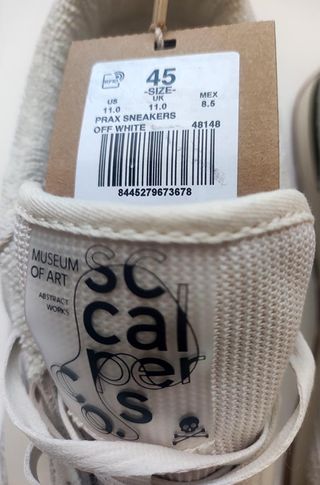 RFID
45
-SIZE-
US
UK
MEX
11.0
11.0
8.5
PRAX SNEAKERS
OFF WHITE
48148
8445279673678
MUSEUM
OF ART
ABSTRACT
WORKS
sc
cal
per
s
co.